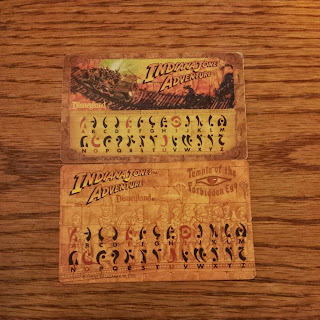 INDIANA JONES
ADVENTURE
Disneyland
A B C D E F G H I J K L M
N O P Q R S T U V W X Y Z
INDIANA JONES
ADVENTURE
Disneyland
Temple of the
Forbidden Eye
A B C D E F G H I J K L M
N O P Q R S T U V W X Y Z